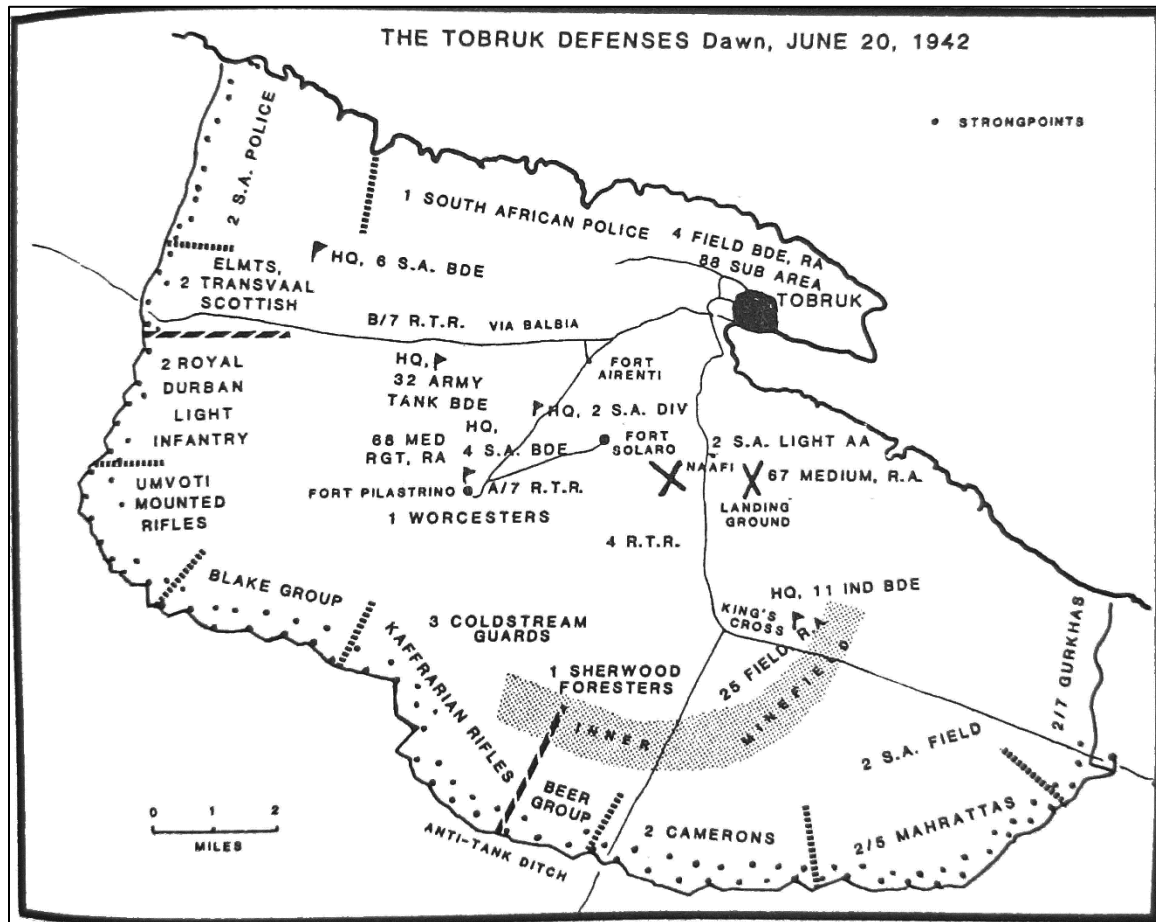 THE TOBRUK DEFENSES Dawn, JUNE 20, 1942
STRONGPOINTS
2 S.A. POLICE
1 SOUTH AFRICAN POLICE
4 FIELD BDE, RA
88 SUB AREA
TOBRUK
HQ, 6 S.A. BDE
ELMTS,
2 TRANSVAAL
SCOTTISH
B/7 R.T.R.
VIA BALBIA
2 ROYAL
DURBAN
LIGHT
INFANTRY
HQ,
32 ARMY
TANK BDE
FORT
AIRENTI
HQ, 2 S.A. DIV
HQ,
4 S.A. BDE
68 MED
RGT, RA
FORT
SOLARO
2 S.A. LIGHT AA
NAAFI
67 MEDIUM, R.A.
LANDING
GROUND
UMVOTI
MOUNTED
RIFLES
FORT PILASTRINO
A/7 R.T.R.
1 WORCESTERS
4 R.T.R.
BLAKE GROUP
HQ, 11 IND BDE
KING'S
CROSS
3 COLDSTREAM
GUARDS
KAFFRARIAN RIFLES
1 SHERWOOD
FORESTERS
25 FIELD, R.A.
INNER MINEFIELD
2/7 GURKHAS
2 S.A. FIELD
BEER
GROUP
2 CAMERONS
2/5 MAHRATTAS
ANTI-TANK DITCH
0 1 2
MILES